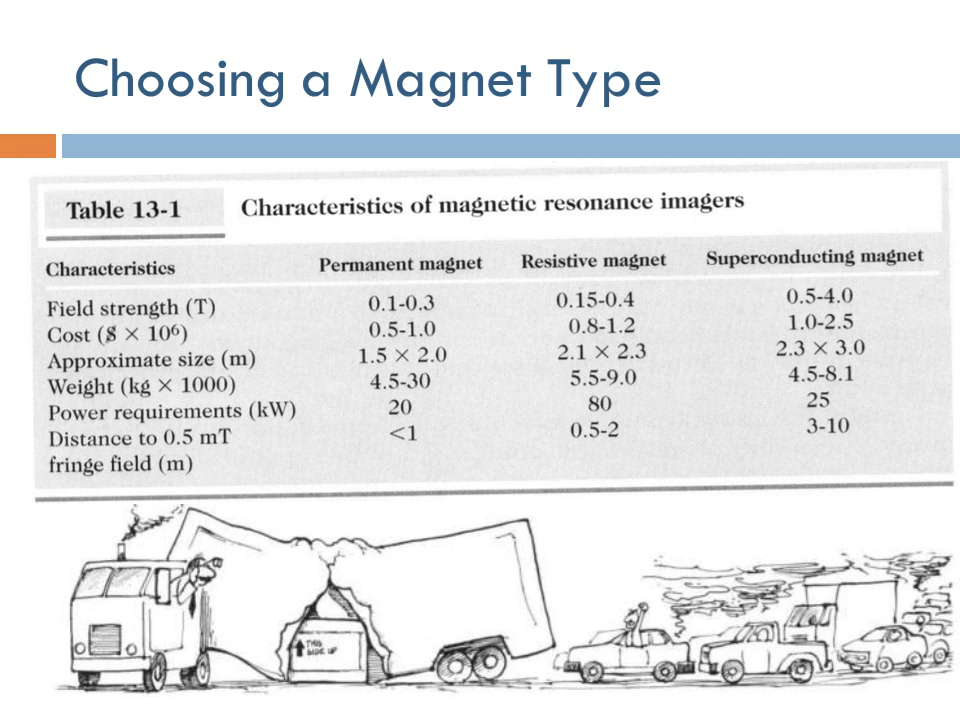 Choosing a Magnet Type
Table 13-1 Characteristics of magnetic resonance imagers
Characteristics Permanent magnet Resistive magnet Superconducting magnet
Field strength (T) 0.1-0.3 0.15-0.4 0.5-4.0
Cost ($ × 10⁶) 0.5-1.0 0.8-1.2 1.0-2.5
Approximate size (m) 1.5 × 2.0 2.1 × 2.3 2.3 × 3.0
Weight (kg × 1000) 4.5-30 5.5-9.0 4.5-8.1
Power requirements (kW) 20 80 25
Distance to 0.5 mT <1 0.5-2 3-10
fringe field (m)
THIS
SIDE UP